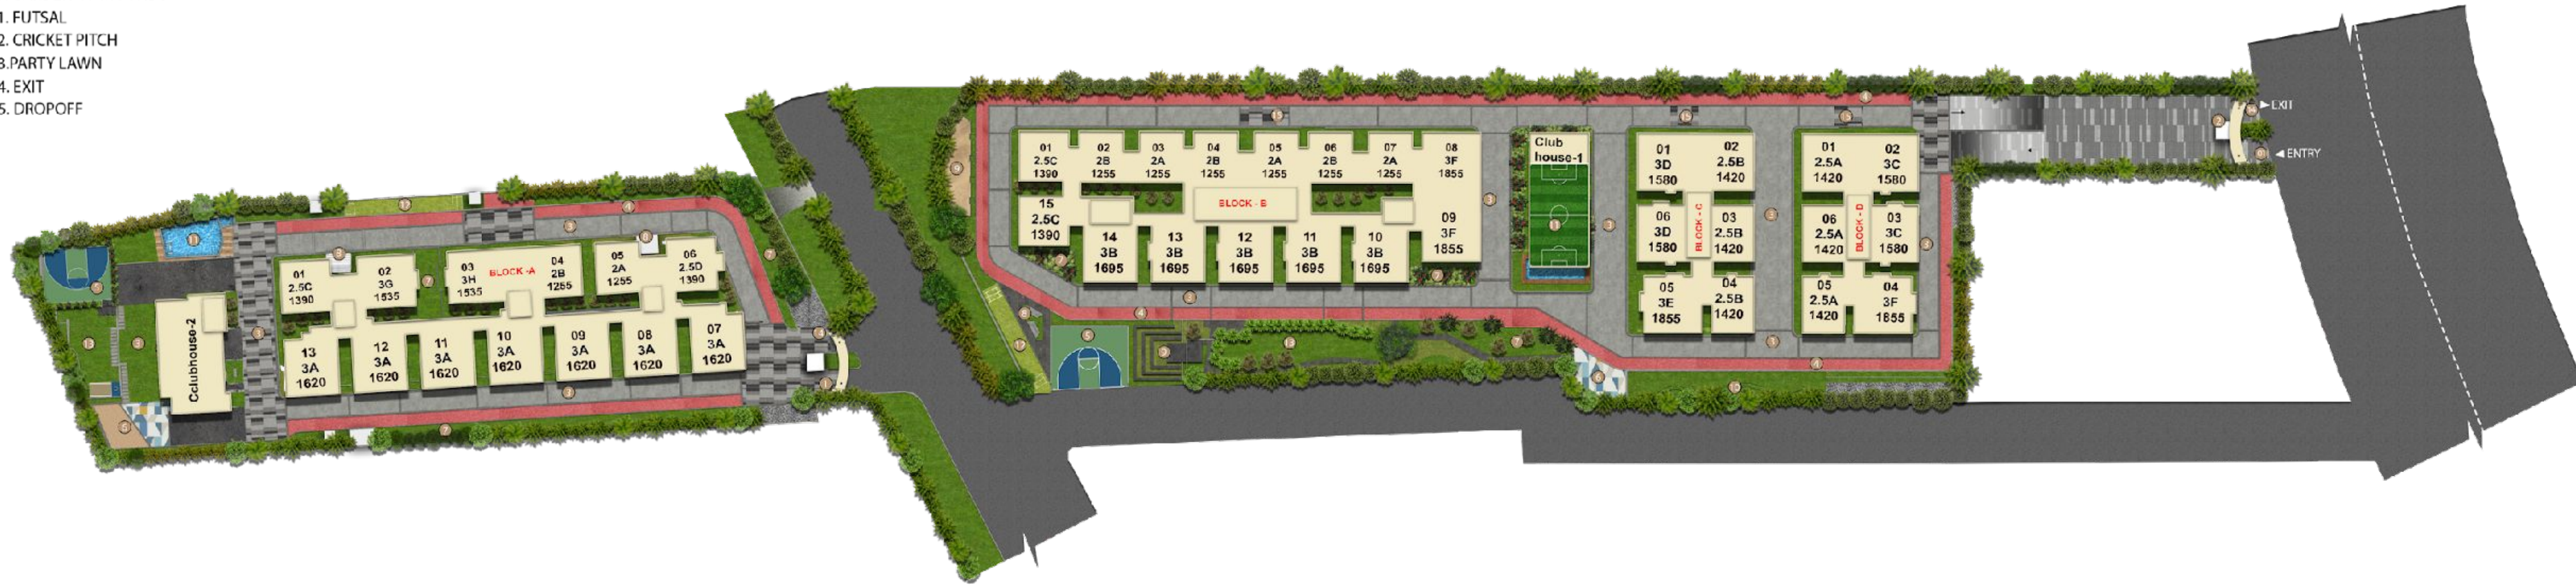 1. FUTSAL
2. CRICKET PITCH
3.PARTY LAWN
4. EXIT
5. DROPOFF
EXIT
ENTRY
01
2.5C
1390
02
2B
1255
03
2A
1255
04
2B
1255
05
2A
1255
06
2B
1255
07
2A
1255
08
3F
1855
15
2.5C
1390
BLOCK - B
09
3F
1855
14
3B
1695
13
3B
1695
12
3B
1695
11
3B
1695
10
3B
1695
Club
house-1
01
3D
1580
02
2.5B
1420
06
3D
1580
BLOCK - C
03
2.5B
1420
05
3E
1855
04
2.5B
1420
01
2.5A
1420
02
3C
1580
06
2.5A
1420
BLOCK - D
03
3C
1580
05
2.5A
1420
04
3F
1855
01
2.5C
1390
02
3G
1535
03
3H
1535
BLOCK -A
04
2B
1255
05
2A
1255
06
2.5D
1390
Cclubhouse-2
13
3A
1620
12
3A
1620
11
3A
1620
10
3A
1620
09
3A
1620
08
3A
1620
07
3A
1620